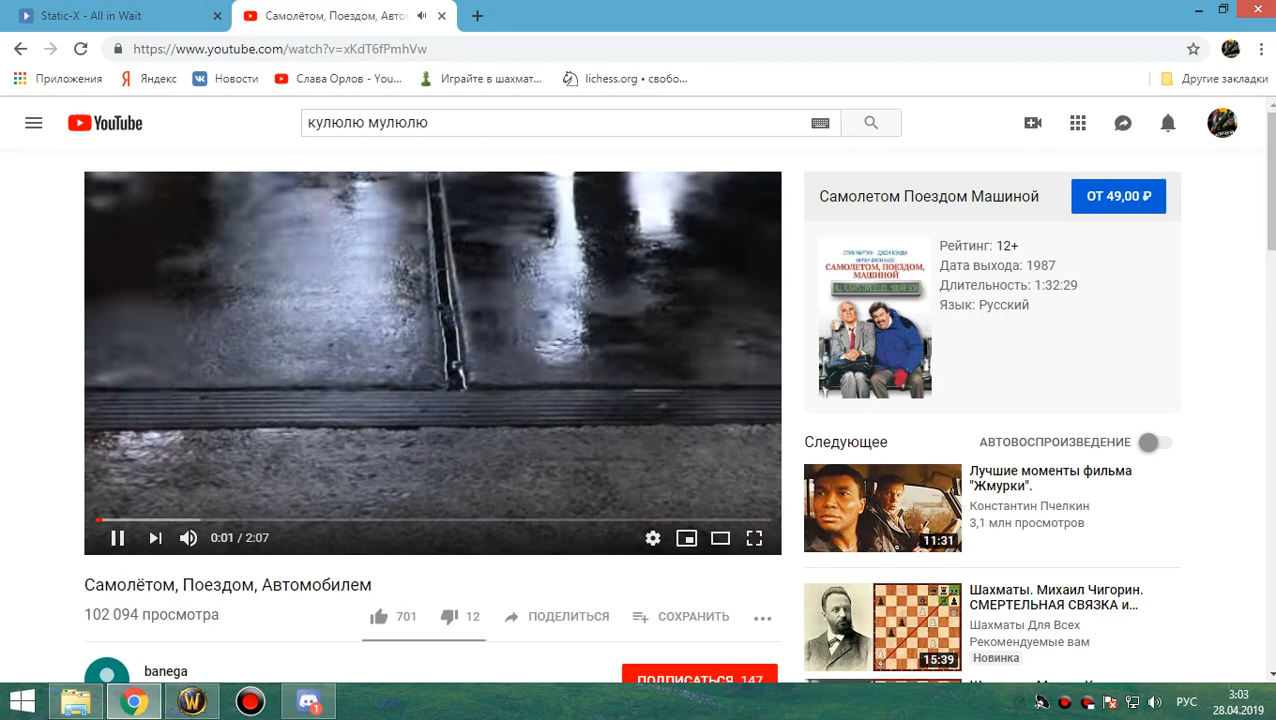 Static-X - All in Wait
Самолётом, Поездом, Авто
https://www.youtube.com/watch?v=xKdT6fPmhVw
Приложения
Яндекс
Новости
Слава Орлов - You...
Играйте в шахмат...
lichess.org • свобо...
Другие закладки
YouTube
кулюлю мулюлю
Самолетом Поездом Машиной
ОТ 49,00 ₽
СТИВ МАРТИН ДЖОН КЭНДИ
САМОЛЕТОМ, ПОЕЗДОМ,
МАШИНОЙ
Рейтинг: 12+
Дата выхода: 1987
Длительность: 1:32:29
Язык: Русский
0:01 / 2:07
Следующее
АВТОВОСПРОИЗВЕДЕНИЕ
Лучшие моменты фильма
"Жмурки".
Константин Пчелкин
3,1 млн просмотров
11:31
Самолётом, Поездом, Автомобилем
102 094 просмотра
701
12
ПОДЕЛИТЬСЯ
СОХРАНИТЬ
Шахматы. Михаил Чигорин.
СМЕРТЕЛЬНАЯ СВЯЗКА и...
Шахматы Для Всех
Рекомендуемые вам
Новинка
15:39
banega
ПОДПИСАТЬСЯ 147
1
РУС
3:03
28.04.2019